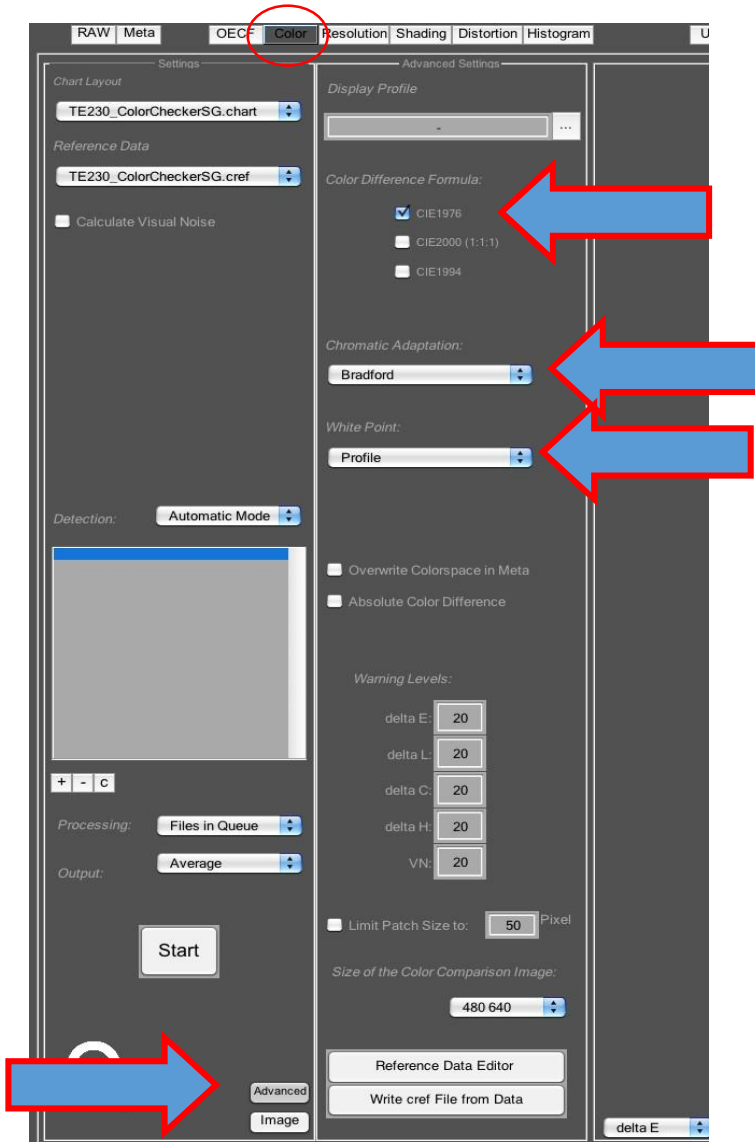 RAW Meta OECF Color Resolution Shading Distortion Histogram U
Settings
Chart Layout
TE230_ColorCheckerSG.chart
Reference Data
TE230_ColorCheckerSG.cref
Calculate Visual Noise
Detection: Automatic Mode
+ - c
Processing: Files in Queue
Output: Average
Start
Advanced
Image
Advanced Settings
Display Profile
- ...
Color Difference Formula:
CIE1976
CIE2000 (1:1:1)
CIE1994
Chromatic Adaptation:
Bradford
White Point:
Profile
Overwrite Colorspace in Meta
Absolute Color Difference
Warning Levels:
delta E: 20
delta L: 20
delta C: 20
delta H: 20
VN: 20
Limit Patch Size to: 50 Pixel
Size of the Color Comparison Image:
480 640
Reference Data Editor
Write cref File from Data
delta E